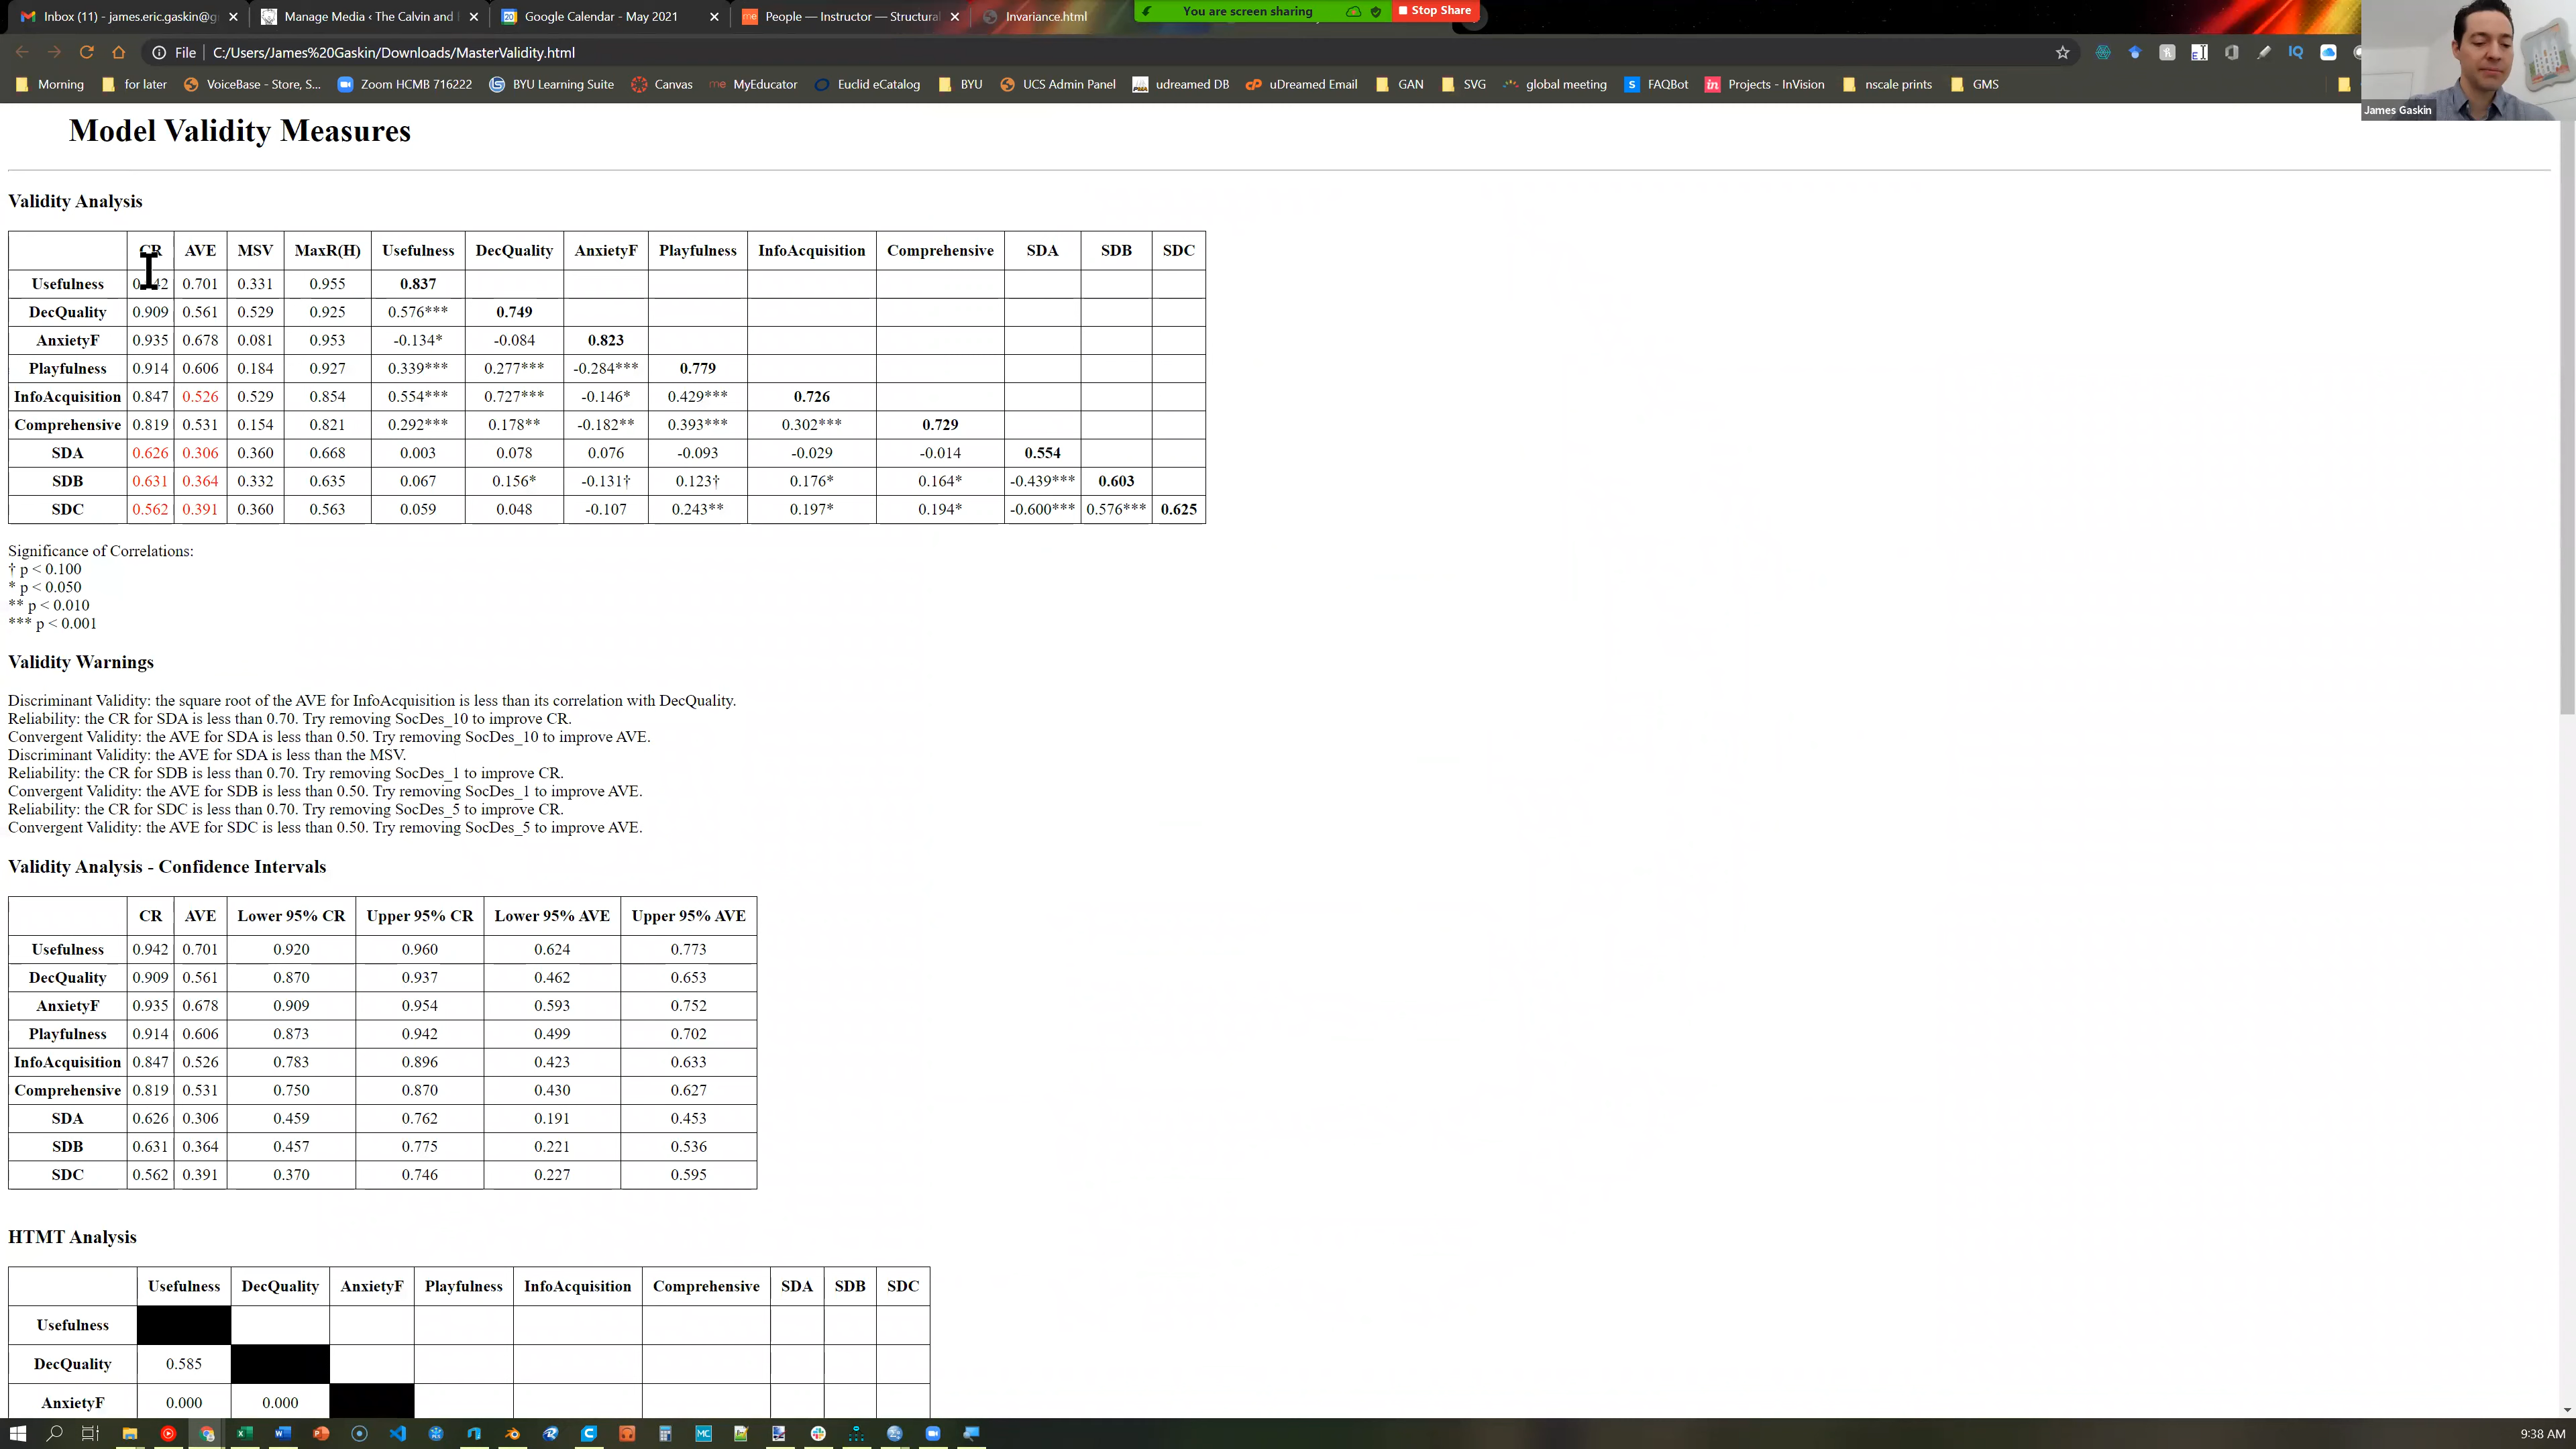 Inbox (11) - james.eric.gaskin@g
Manage Media ‹ The Calvin and
Google Calendar - May 2021
People — Instructor — Structural
Invariance.html
You are screen sharing
Stop Share
File
C:/Users/James%20Gaskin/Downloads/MasterValidity.html
Morning
for later
VoiceBase - Store, S...
Zoom HCMB 716222
BYU Learning Suite
Canvas
MyEducator
Euclid eCatalog
BYU
UCS Admin Panel
udreamed DB
uDreamed Email
GAN
SVG
global meeting
FAQBot
Projects - InVision
nscale prints
GMS
James Gaskin
Model Validity Measures
Validity Analysis
CR AVE MSV MaxR(H) Usefulness DecQuality AnxietyF Playfulness InfoAcquisition Comprehensive SDA SDB SDC
Usefulness 0.701 0.331 0.955 0.837
DecQuality 0.909 0.561 0.529 0.925 0.576*** 0.749
AnxietyF 0.935 0.678 0.081 0.953 -0.134* -0.084 0.823
Playfulness 0.914 0.606 0.184 0.927 0.339*** 0.277*** -0.284*** 0.779
InfoAcquisition 0.847 0.526 0.529 0.854 0.554*** 0.727*** -0.146* 0.429*** 0.726
Comprehensive 0.819 0.531 0.154 0.821 0.292*** 0.178** -0.182** 0.393*** 0.302*** 0.729
SDA 0.626 0.306 0.360 0.668 0.003 0.078 0.076 -0.093 -0.029 -0.014 0.554
SDB 0.631 0.364 0.332 0.635 0.067 0.156* -0.131† 0.123† 0.176* 0.164* -0.439*** 0.603
SDC 0.562 0.391 0.360 0.563 0.059 0.048 -0.107 0.243** 0.197* 0.194* -0.600*** 0.576*** 0.625
Significance of Correlations:
† p < 0.100
* p < 0.050
** p < 0.010
*** p < 0.001
Validity Warnings
Discriminant Validity: the square root of the AVE for InfoAcquisition is less than its correlation with DecQuality.
Reliability: the CR for SDA is less than 0.70. Try removing SocDes_10 to improve CR.
Convergent Validity: the AVE for SDA is less than 0.50. Try removing SocDes_10 to improve AVE.
Discriminant Validity: the AVE for SDA is less than the MSV.
Reliability: the CR for SDB is less than 0.70. Try removing SocDes_1 to improve CR.
Convergent Validity: the AVE for SDB is less than 0.50. Try removing SocDes_1 to improve AVE.
Reliability: the CR for SDC is less than 0.70. Try removing SocDes_5 to improve CR.
Convergent Validity: the AVE for SDC is less than 0.50. Try removing SocDes_5 to improve AVE.
Validity Analysis - Confidence Intervals
CR AVE Lower 95% CR Upper 95% CR Lower 95% AVE Upper 95% AVE
Usefulness 0.942 0.701 0.920 0.960 0.624 0.773
DecQuality 0.909 0.561 0.870 0.937 0.462 0.653
AnxietyF 0.935 0.678 0.909 0.954 0.593 0.752
Playfulness 0.914 0.606 0.873 0.942 0.499 0.702
InfoAcquisition 0.847 0.526 0.783 0.896 0.423 0.633
Comprehensive 0.819 0.531 0.750 0.870 0.430 0.627
SDA 0.626 0.306 0.459 0.762 0.191 0.453
SDB 0.631 0.364 0.457 0.775 0.221 0.536
SDC 0.562 0.391 0.370 0.746 0.227 0.595
HTMT Analysis
Usefulness DecQuality AnxietyF Playfulness InfoAcquisition Comprehensive SDA SDB SDC
Usefulness
DecQuality 0.585
AnxietyF 0.000 0.000
9:38 AM